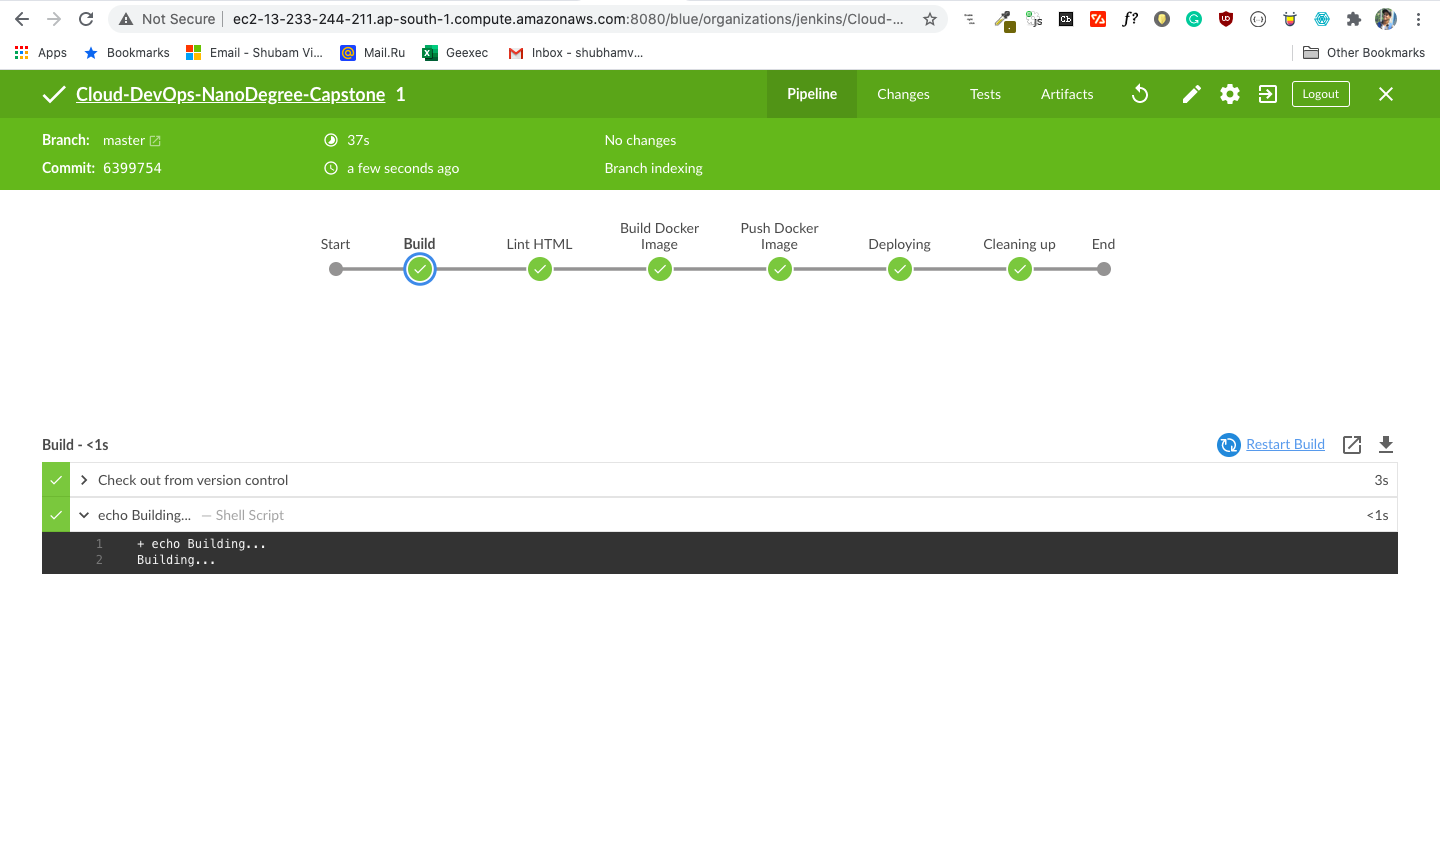 Not Secure ec2-13-233-244-211.ap-south-1.compute.amazonaws.com:8080/blue/organizations/jenkins/Cloud-...
js
Cb
f?
UD
Apps Bookmarks Email - Shubam Vi... Mail.Ru Geexec Inbox - shubhamv... Other Bookmarks
Cloud-DevOps-NanoDegree-Capstone 1 Pipeline Changes Tests Artifacts Logout
Branch: master 37s No changes
Commit: 6399754 a few seconds ago Branch indexing
Start Build Lint HTML Build Docker Image Push Docker Image Deploying Cleaning up End
Build - <1s Restart Build
Check out from version control 3s
echo Building... — Shell Script <1s
1 + echo Building...
2 Building...